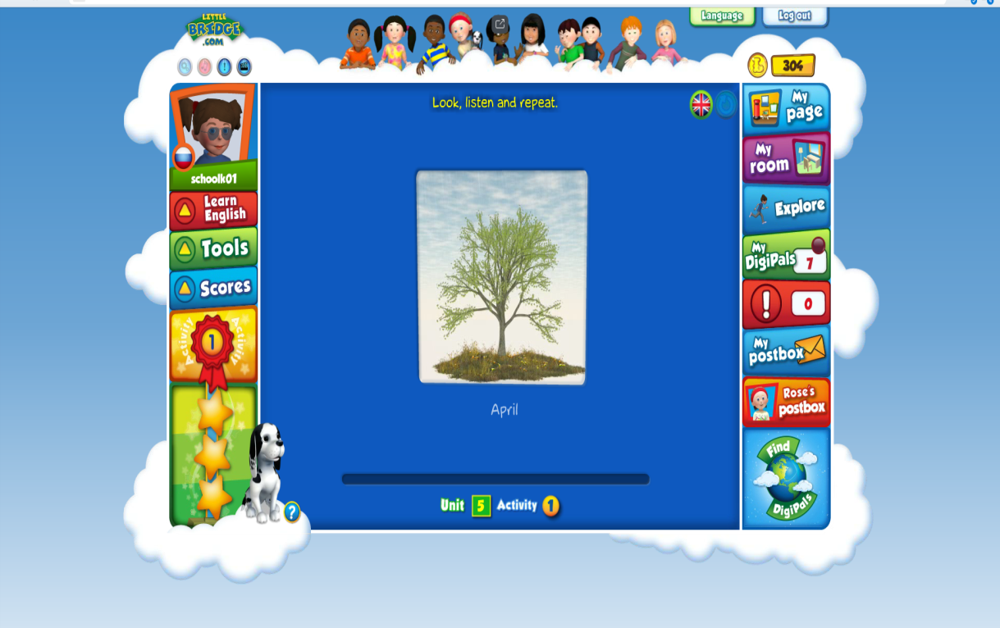 LITTLE
BRIDGE
.COM
Language
Log out
304
Look, listen and repeat.
schoolk01
Learn
English
Tools
Scores
Activity
1
Activity
April
Unit 5 Activity 1
?
My
page
My
room
Explore
My
DigiPals
7
!
0
My
postbox
Rose's
postbox
Find
DigiPals